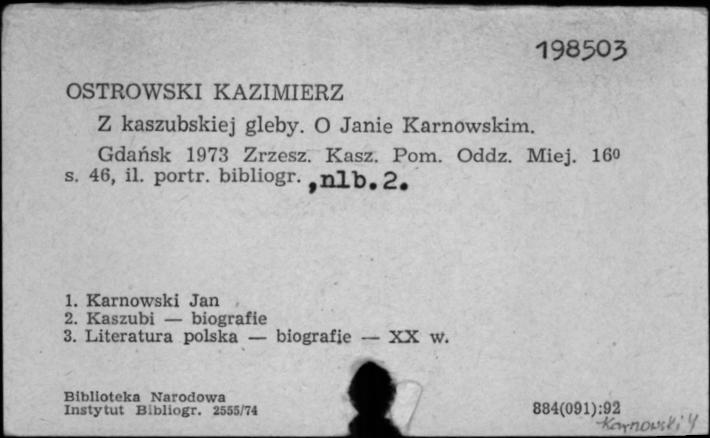 198503
OSTROWSKI KAZIMIERZ
Z kaszubskiej gleby. O Janie Karnowskim.
Gdańsk 1973 Zrzesz. Kasz. Pom. Oddz. Miej. 16⁰
s. 46, il. portr. bibliogr. ,nlb.2.
1. Karnowski Jan
2. Kaszubi — biografie
3. Literatura polska — biografie — XX w.
Biblioteka Narodowa
Instytut Bibliogr. 2555/74
884(091):92
Karnowski